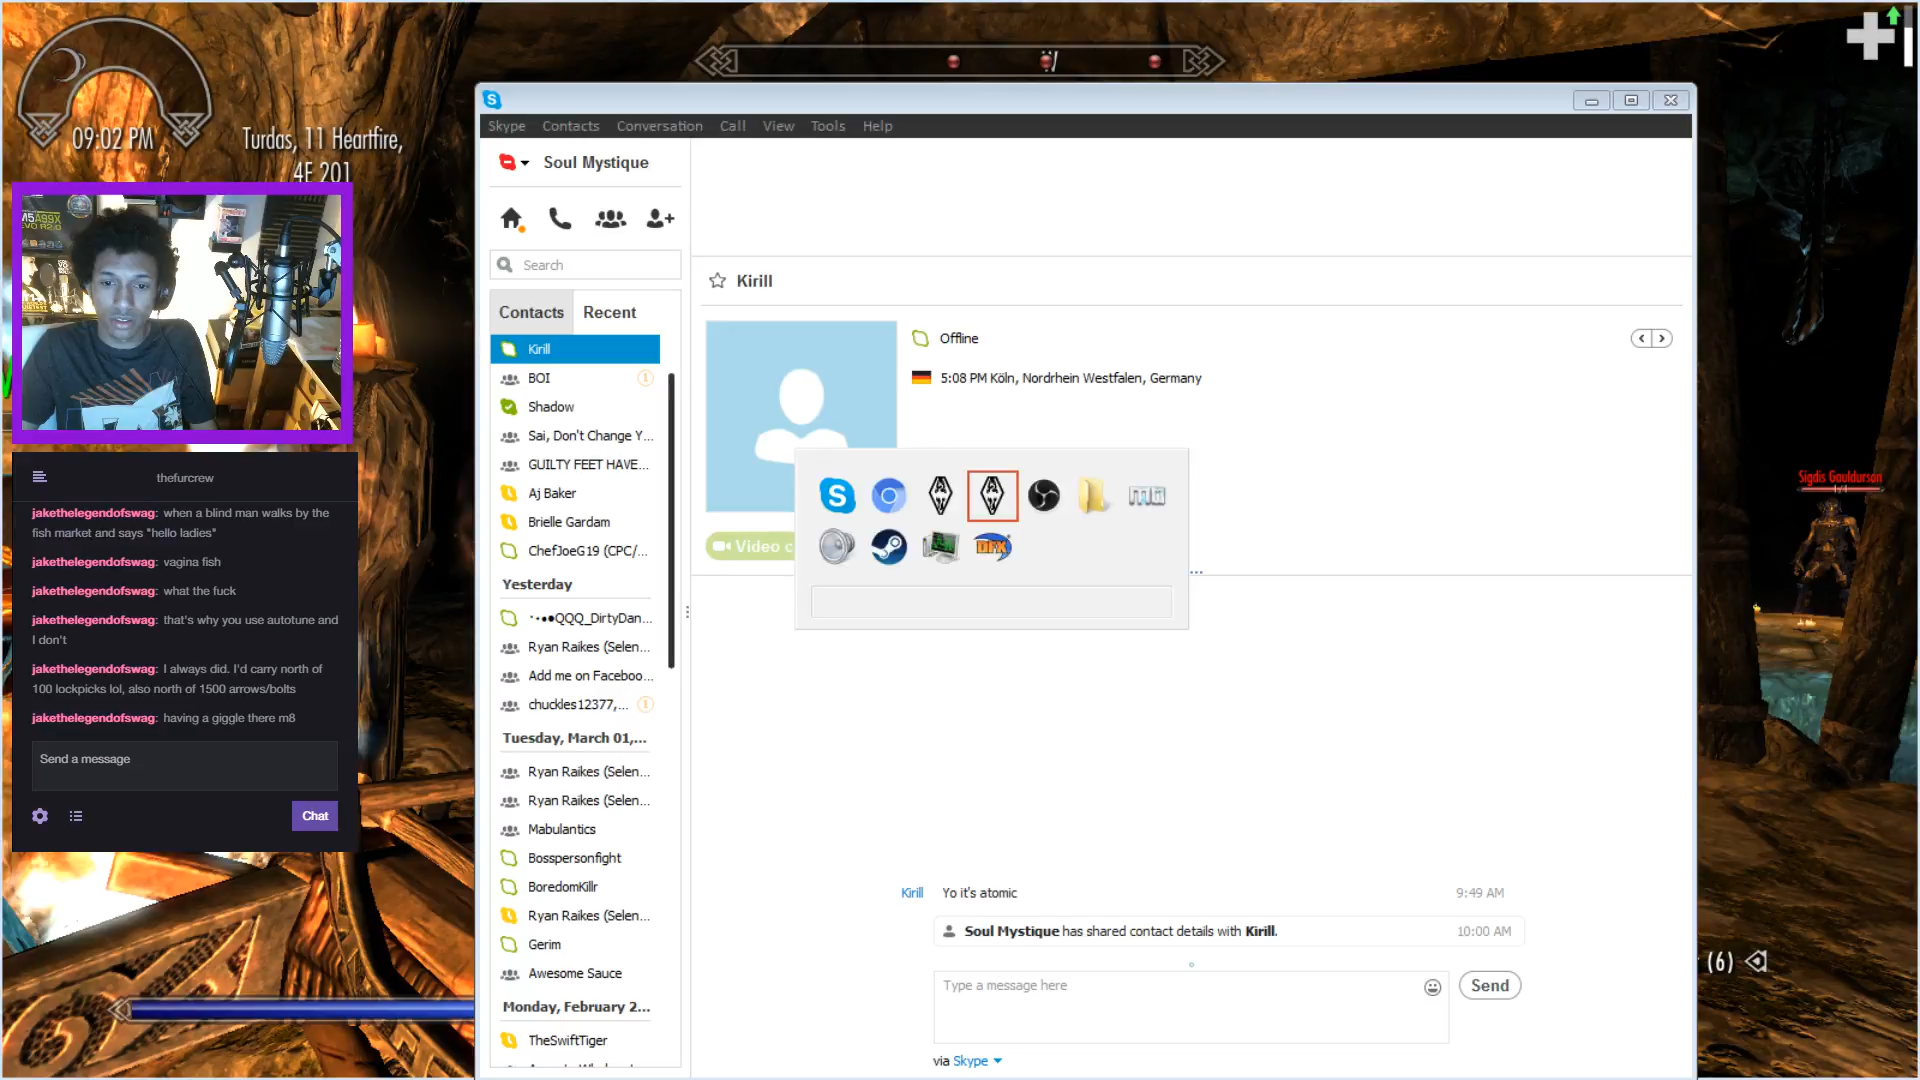 09:02 PM
Turdas, 11 Heartfire,
4E 201
M5A99X
EVO R2.0
thefurcrew
jakethelegendofswag: when a blind man walks by the
fish market and says "hello ladies"
jakethelegendofswag: vagina fish
jakethelegendofswag: what the fuck
jakethelegendofswag: that's why you use autotune and
I don't
jakethelegendofswag: I always did. I'd carry north of
100 lockpicks lol, also north of 1500 arrows/bolts
jakethelegendofswag: having a giggle there m8
Send a message
Chat
Skype Contacts Conversation Call View Tools Help
Soul Mystique
Search
Contacts Recent
Kirill
BOI 1
Shadow
Sai, Don't Change Y...
GUILTY FEET HAVE...
Aj Baker
Brielle Gardam
ChefJoeG19 (CPC/...
Yesterday
QQQ_DirtyDan...
Ryan Raikes (Selen...
Add me on Faceboo...
chuckles12377,... 1
Tuesday, March 01,...
Ryan Raikes (Selen...
Ryan Raikes (Selen...
Mabulantics
Bosspersonfight
BoredomKillr
Ryan Raikes (Selen...
Gerim
Awesome Sauce
Monday, February 2...
TheSwiftTiger
Kirill
Offline
5:08 PM Köln, Nordrhein Westfalen, Germany
Video c
DFX
Kirill Yo it's atomic 9:49 AM
Soul Mystique has shared contact details with Kirill. 10:00 AM
Type a message here
Send
via Skype
Sigdis Gauldurson
(6)